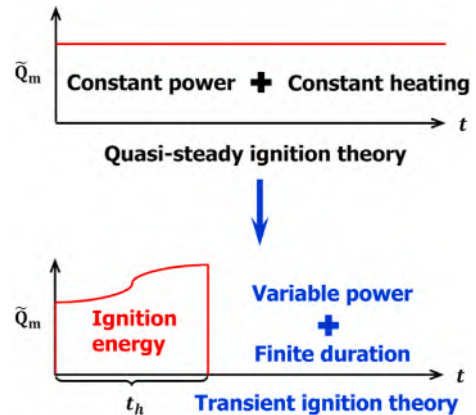 Q̃m
Constant power + Constant heating
t
Quasi-steady ignition theory
Q̃m
Ignition
energy
Variable power
+
Finite duration
t
th
Transient ignition theory